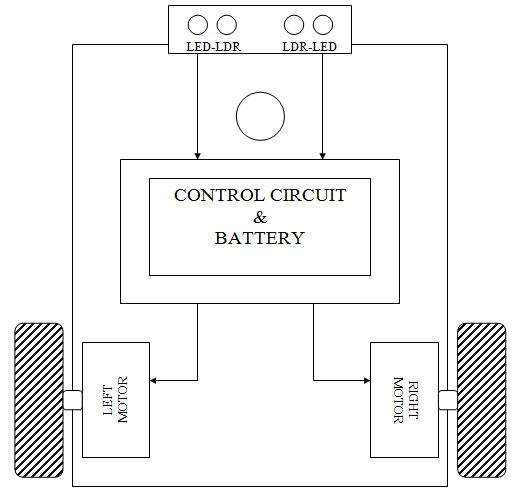 LED-LDR
LDR-LED
CONTROL CIRCUIT
&
BATTERY
LEFT
MOTOR
RIGHT
MOTOR